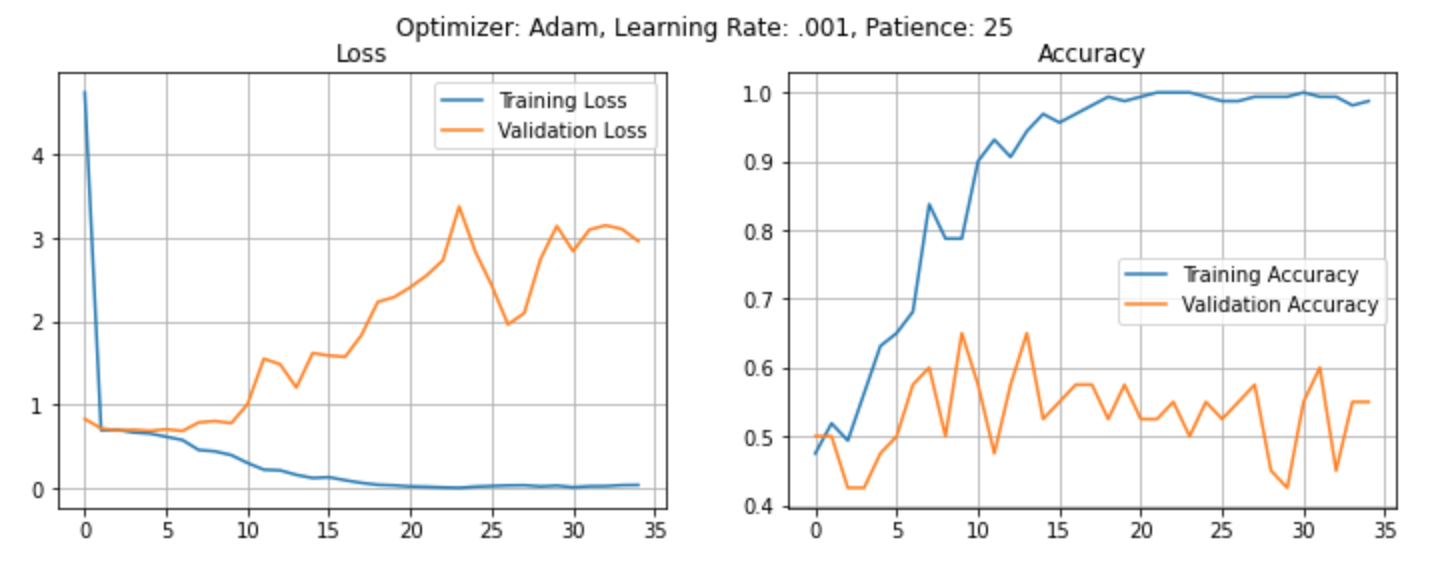 Optimizer: Adam, Learning Rate: .001, Patience: 25
Loss
Training Loss
Validation Loss
4
3
2
1
0
0 5 10 15 20 25 30 35
Accuracy
1.0
0.9
0.8
0.7
0.6
0.5
0.4
Training Accuracy
Validation Accuracy
0 5 10 15 20 25 30 35